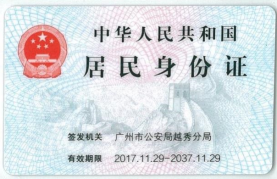 中华人民共和国
居民身份证
签发机关 广州市公安局越秀分局
有效期限 2017.11.29-2037.11.29